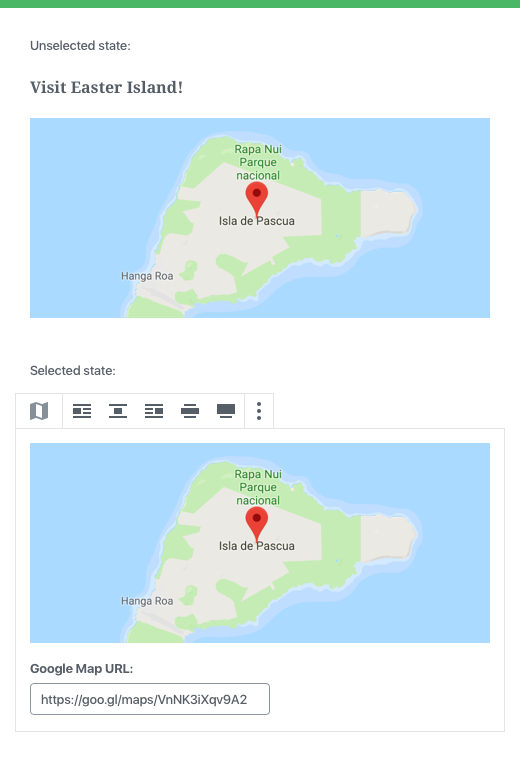 Unselected state:
Visit Easter Island!
Rapa Nui
Parque
nacional
Isla de Pascua
Hanga Roa
Selected state:
Rapa Nui
Parque
nacional
Isla de Pascua
Hanga Roa
Google Map URL:
https://goo.gl/maps/VnNK3iXqv9A2